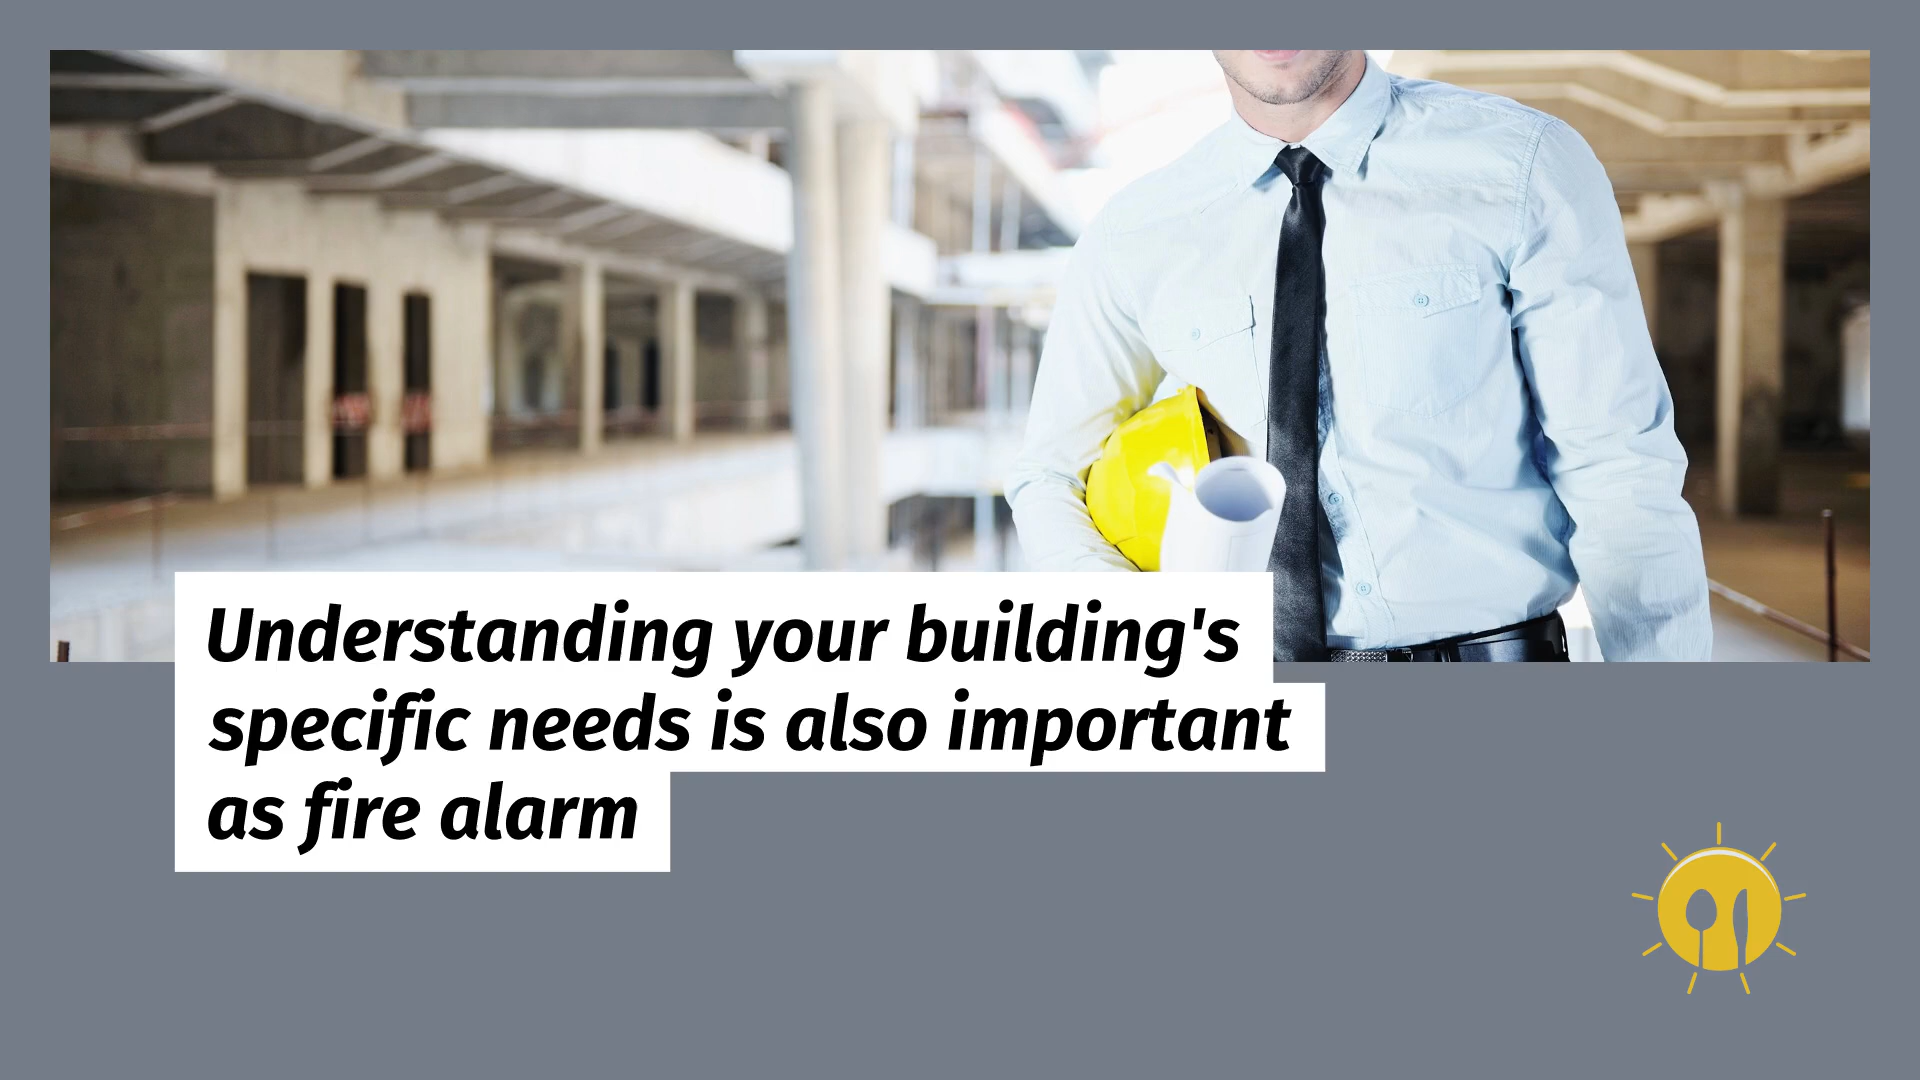 Understanding your building's
specific needs is also important
as fire alarm